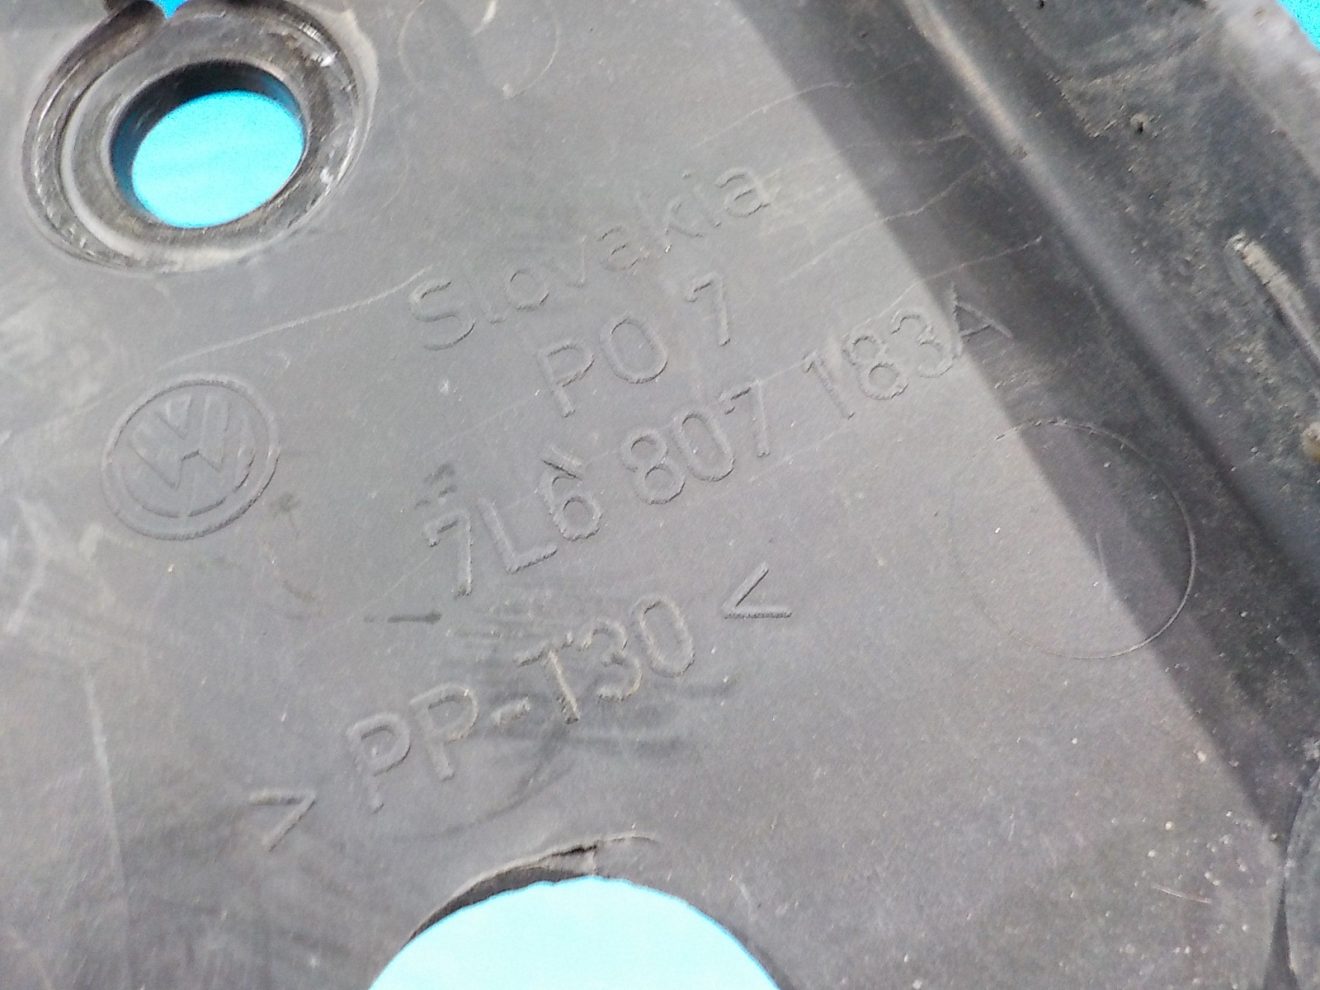 Slovakia
PO 7
7L6 807 183A
>PP-T30<